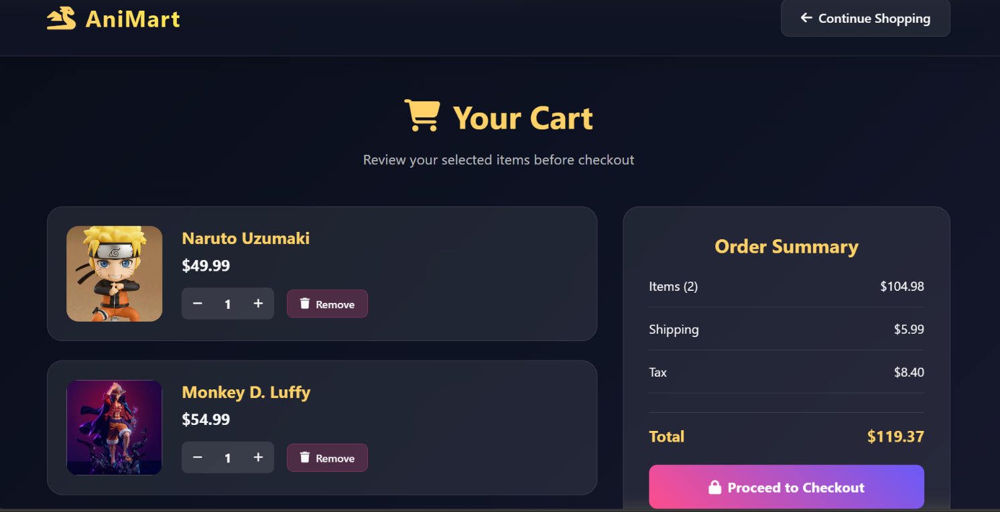 AniMart
Continue Shopping
Your Cart
Review your selected items before checkout
Naruto Uzumaki
$49.99
− 1 +
Remove
Monkey D. Luffy
$54.99
− 1 +
Remove
Order Summary
Items (2) $104.98
Shipping $5.99
Tax $8.40
Total $119.37
Proceed to Checkout